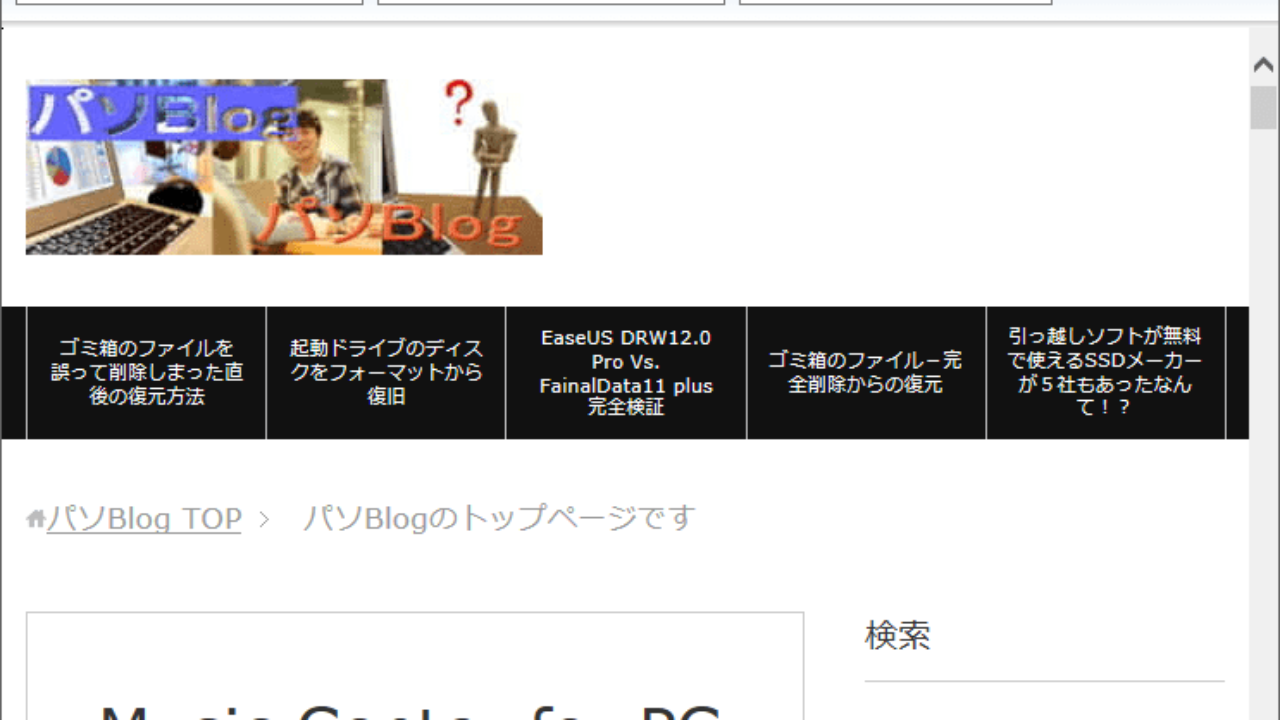 パソBlog
?
パソBlog
ゴミ箱のファイルを
誤って削除しまった直
後の復元方法
起動ドライブのディス
クをフォーマットから
復旧
EaseUS DRW12.0
Pro Vs.
FainalData11 plus
完全検証
ゴミ箱のファイル－完
全削除からの復元
引っ越しソフトが無料
で使えるSSDメーカー
が５社もあったなん
て！？
パソBlog TOP > パソBlogのトップページです
検索
Music Center for PC